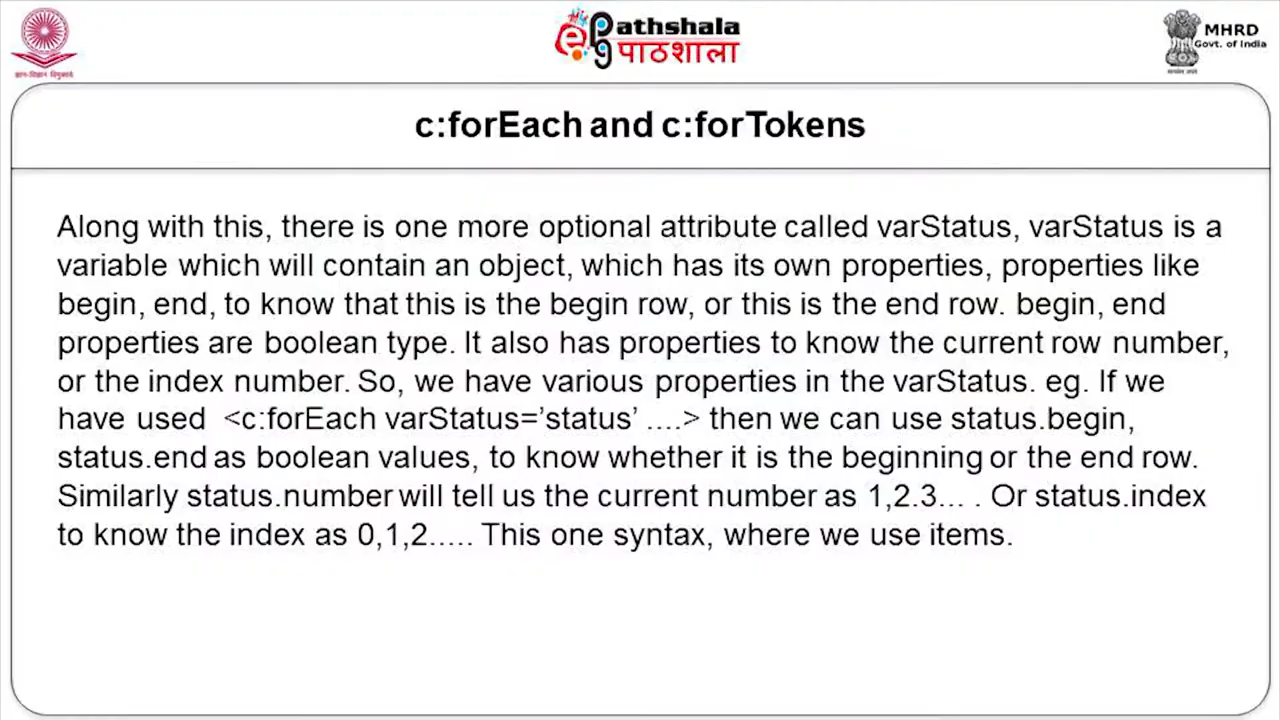 Pathshala
पाठशाला
MHRD
Govt. of India
c:forEach and c:forTokens
Along with this, there is one more optional attribute called varStatus, varStatus is a
variable which will contain an object, which has its own properties, properties like
begin, end, to know that this is the begin row, or this is the end row. begin, end
properties are boolean type. It also has properties to know the current row number,
or the index number. So, we have various properties in the varStatus. eg. If we
have used <c:forEach varStatus=’status’ ....> then we can use status.begin,
status.end as boolean values, to know whether it is the beginning or the end row.
Similarly status.number will tell us the current number as 1,2.3... . Or status.index
to know the index as 0,1,2..... This one syntax, where we use items.